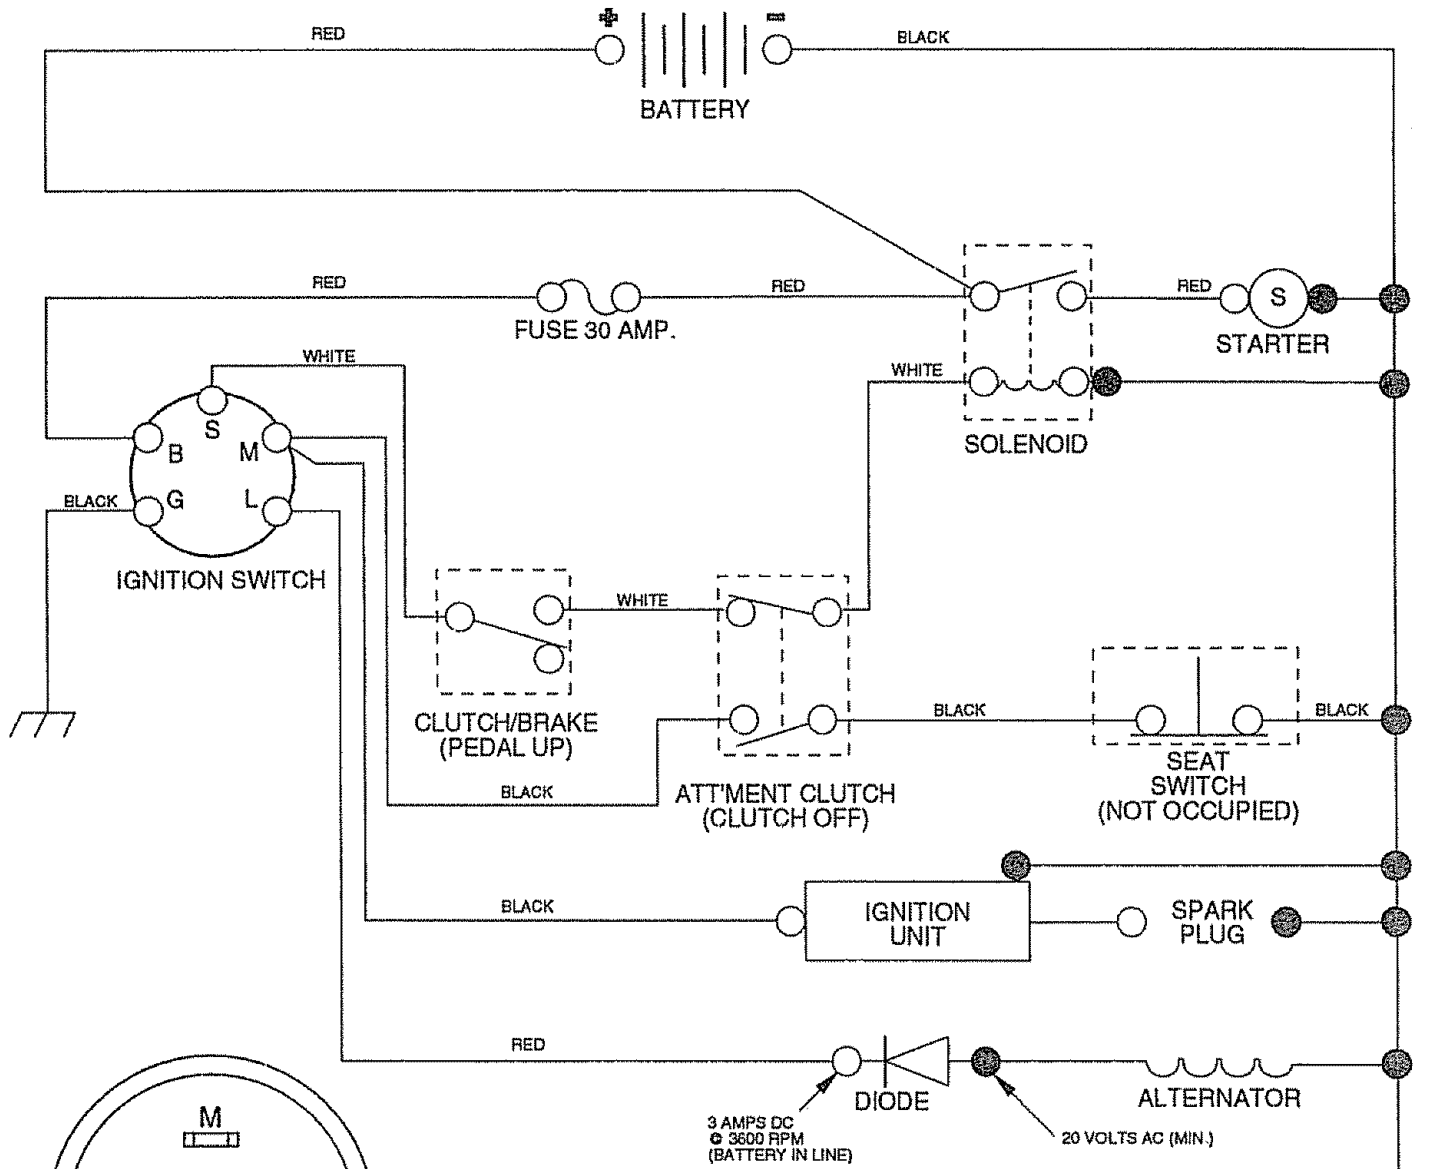 + -
RED
BLACK
BATTERY
RED
RED
RED
S
FUSE 30 AMP.
STARTER
WHITE
WHITE
S
SOLENOID
B
M
BLACK
G
L
IGNITION SWITCH
WHITE
CLUTCH/BRAKE
(PEDAL UP)
BLACK
BLACK
SEAT
SWITCH
(NOT OCCUPIED)
BLACK
ATT'MENT CLUTCH
(CLUTCH OFF)
BLACK
IGNITION
UNIT
SPARK
PLUG
RED
DIODE
ALTERNATOR
M
3 AMPS DC
@ 3600 RPM
(BATTERY IN LINE)
20 VOLTS AC (MIN.)